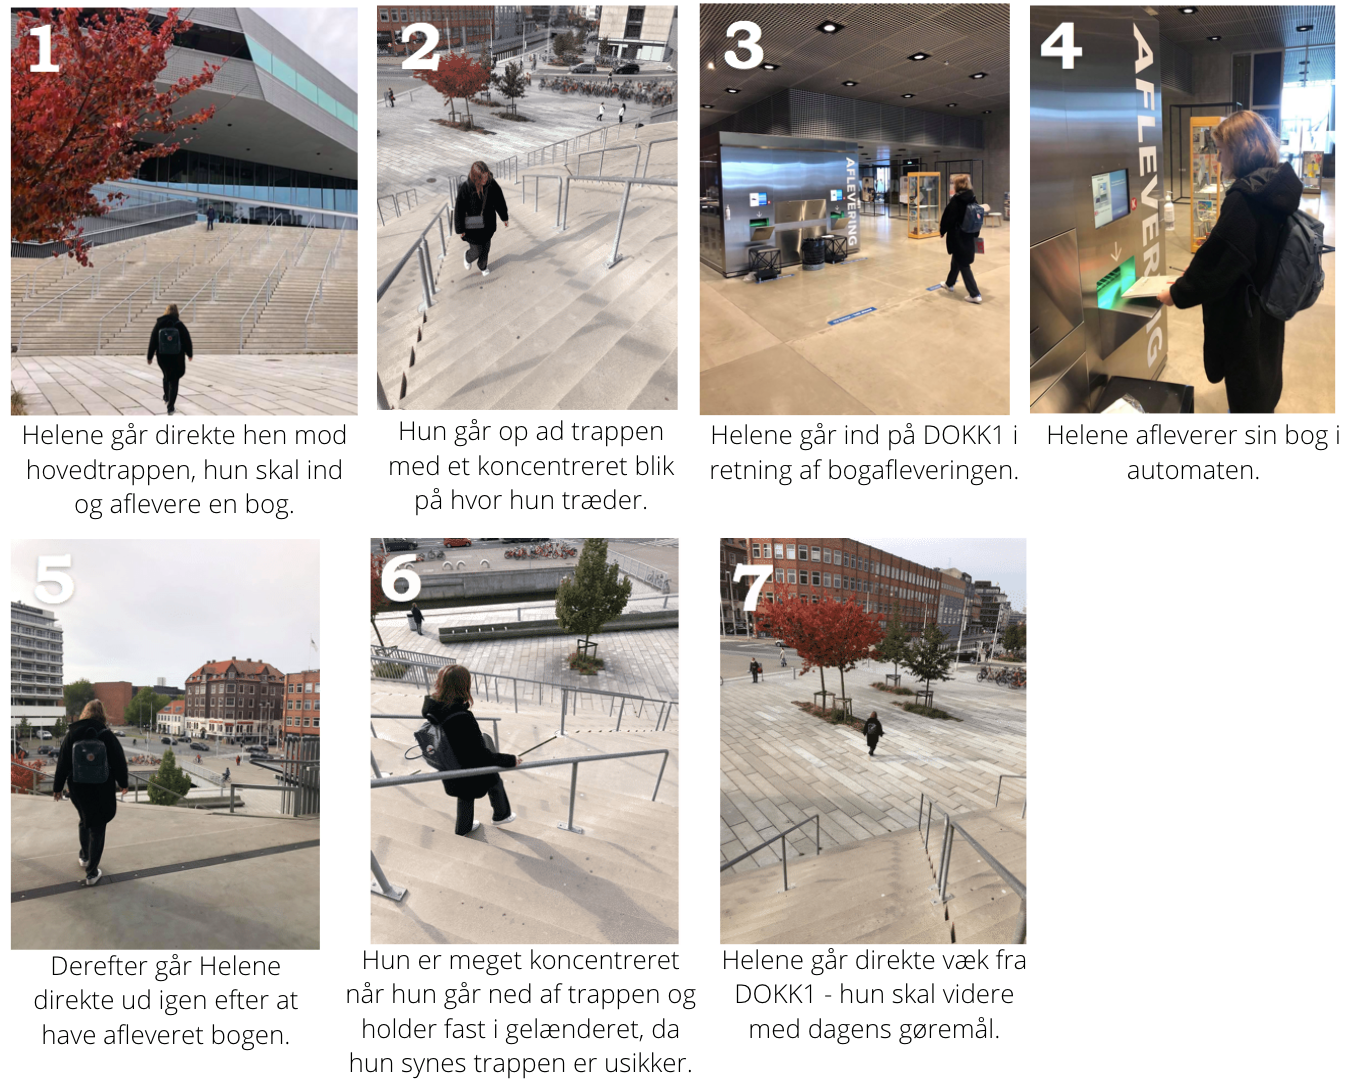 1
2
3
4
AFLEVERING
AFLEVERING
Helene går direkte hen mod
hovedtrappen, hun skal ind
og aflevere en bog.
Hun går op ad trappen
med et koncentreret blik
på hvor hun træder.
Helene går ind på DOKK1 i
retning af bogafleveringen.
Helene afleverer sin bog i
automaten.
5
6
7
Derefter går Helene
direkte ud igen efter at
have afleveret bogen.
Hun er meget koncentreret
når hun går ned af trappen og
holder fast i gelænderet, da
hun synes trappen er usikker.
Helene går direkte væk fra
DOKK1 - hun skal videre
med dagens gøremål.